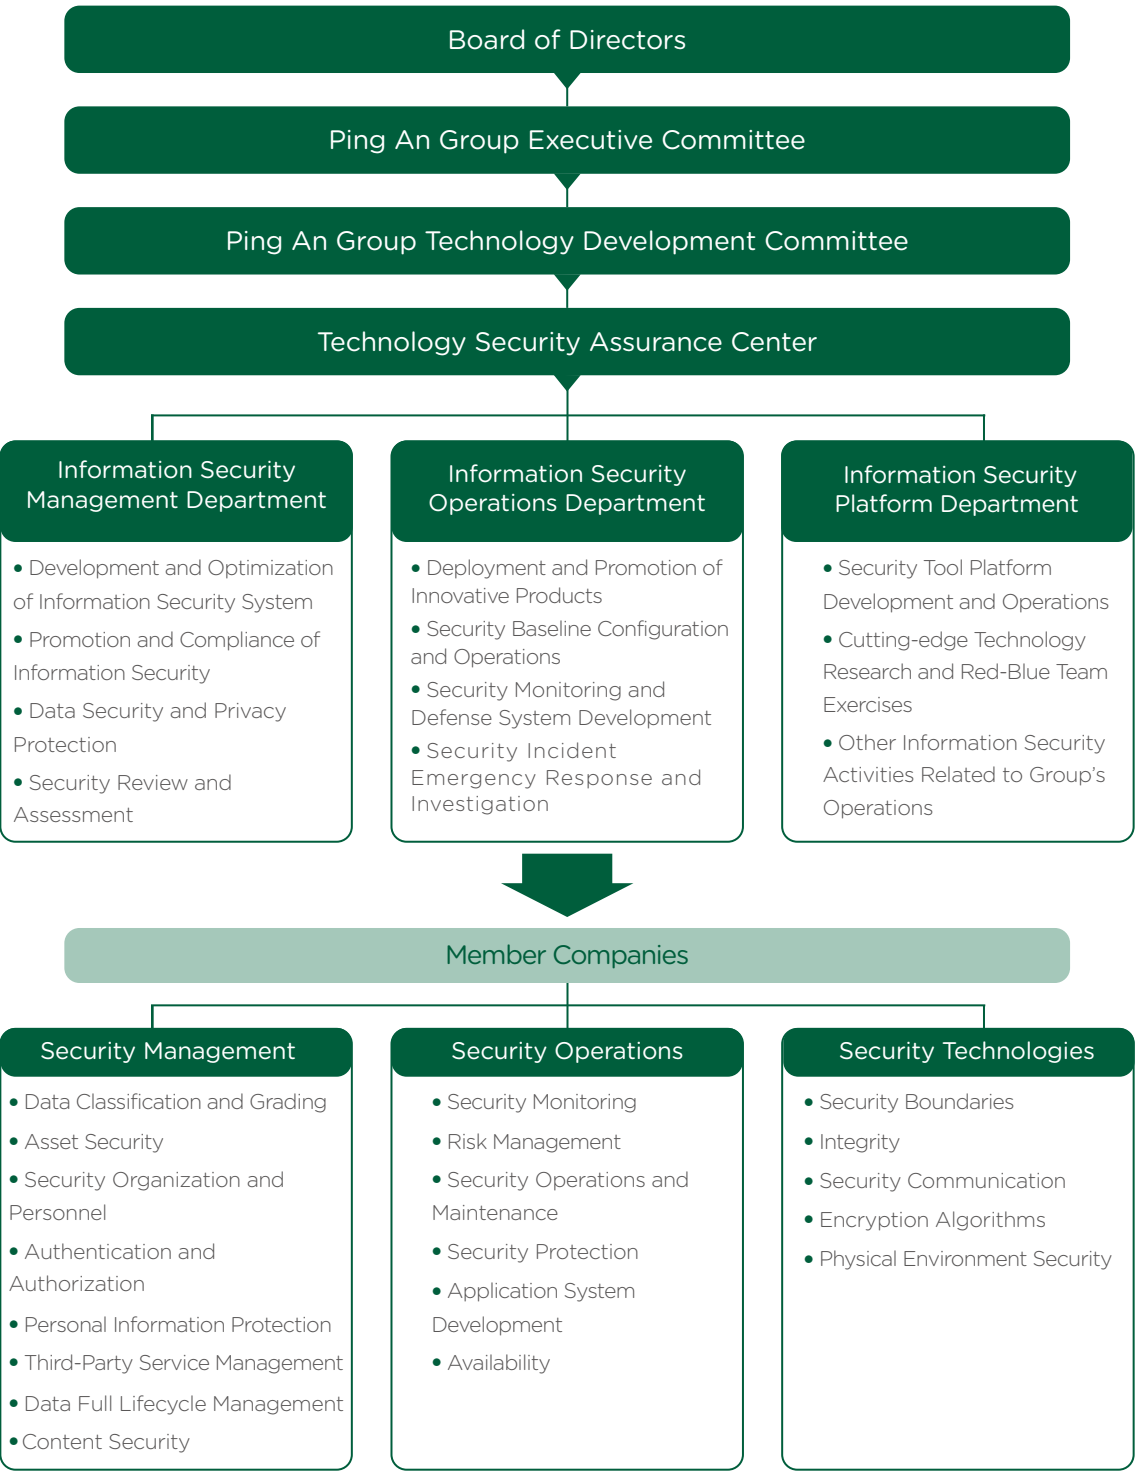 Board of Directors
Ping An Group Executive Committee
Ping An Group Technology Development Committee
Technology Security Assurance Center
Information Security
Management Department
• Development and Optimization
of Information Security System
• Promotion and Compliance of
Information Security
• Data Security and Privacy
Protection
• Security Review and
Assessment
Information Security
Operations Department
• Deployment and Promotion of
Innovative Products
• Security Baseline Configuration
and Operations
• Security Monitoring and
Defense System Development
• Security Incident
Emergency Response and
Investigation
Information Security
Platform Department
• Security Tool Platform
Development and Operations
• Cutting-edge Technology
Research and Red-Blue Team
Exercises
• Other Information Security
Activities Related to Group’s
Operations
Member Companies
Security Management
• Data Classification and Grading
• Asset Security
• Security Organization and
Personnel
• Authentication and
Authorization
• Personal Information Protection
• Third-Party Service Management
• Data Full Lifecycle Management
• Content Security
Security Operations
• Security Monitoring
• Risk Management
• Security Operations and
Maintenance
• Security Protection
• Application System
Development
• Availability
Security Technologies
• Security Boundaries
• Integrity
• Security Communication
• Encryption Algorithms
• Physical Environment Security